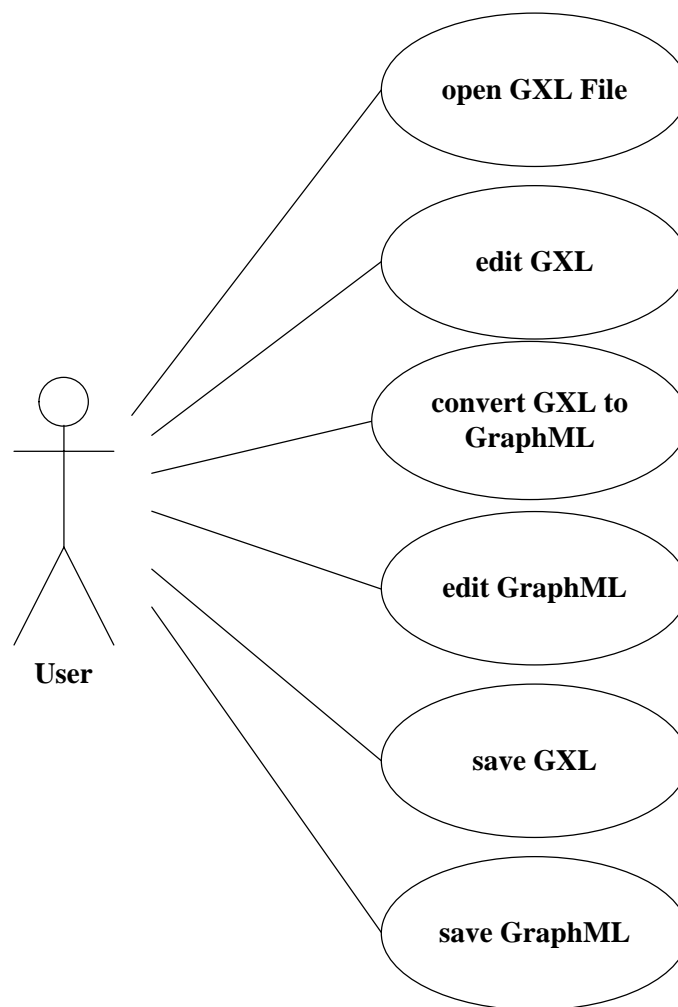 open GXL File
edit GXL
convert GXL to
GraphML
edit GraphML
User
save GXL
save GraphML